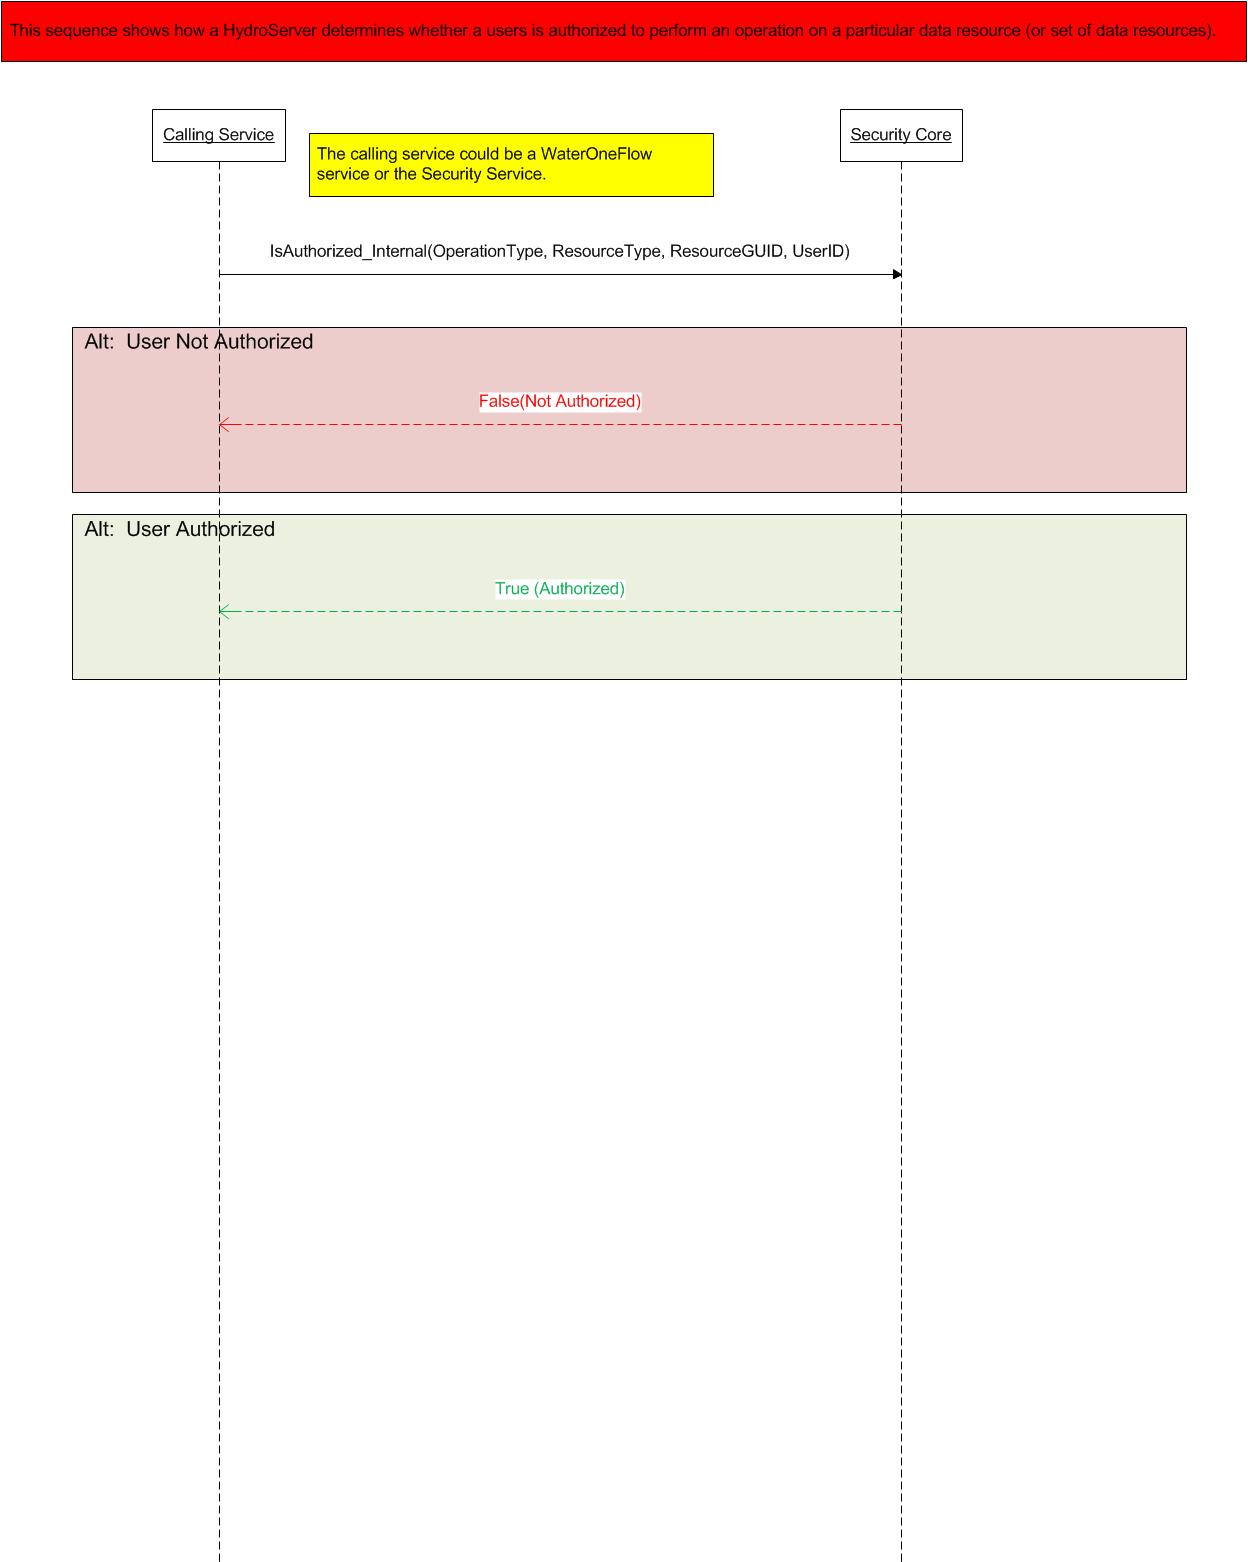 This sequence shows how a HydroServer determines whether a users is authorized to perform an operation on a particular data resource (or set of data resources).
Calling Service
Security Core
The calling service could be a WaterOneFlow
service or the Security Service.
IsAuthorized_Internal(OperationType, ResourceType, ResourceGUID, UserID)
Alt:  User Not Authorized
False(Not Authorized)
Alt:  User Authorized
True (Authorized)